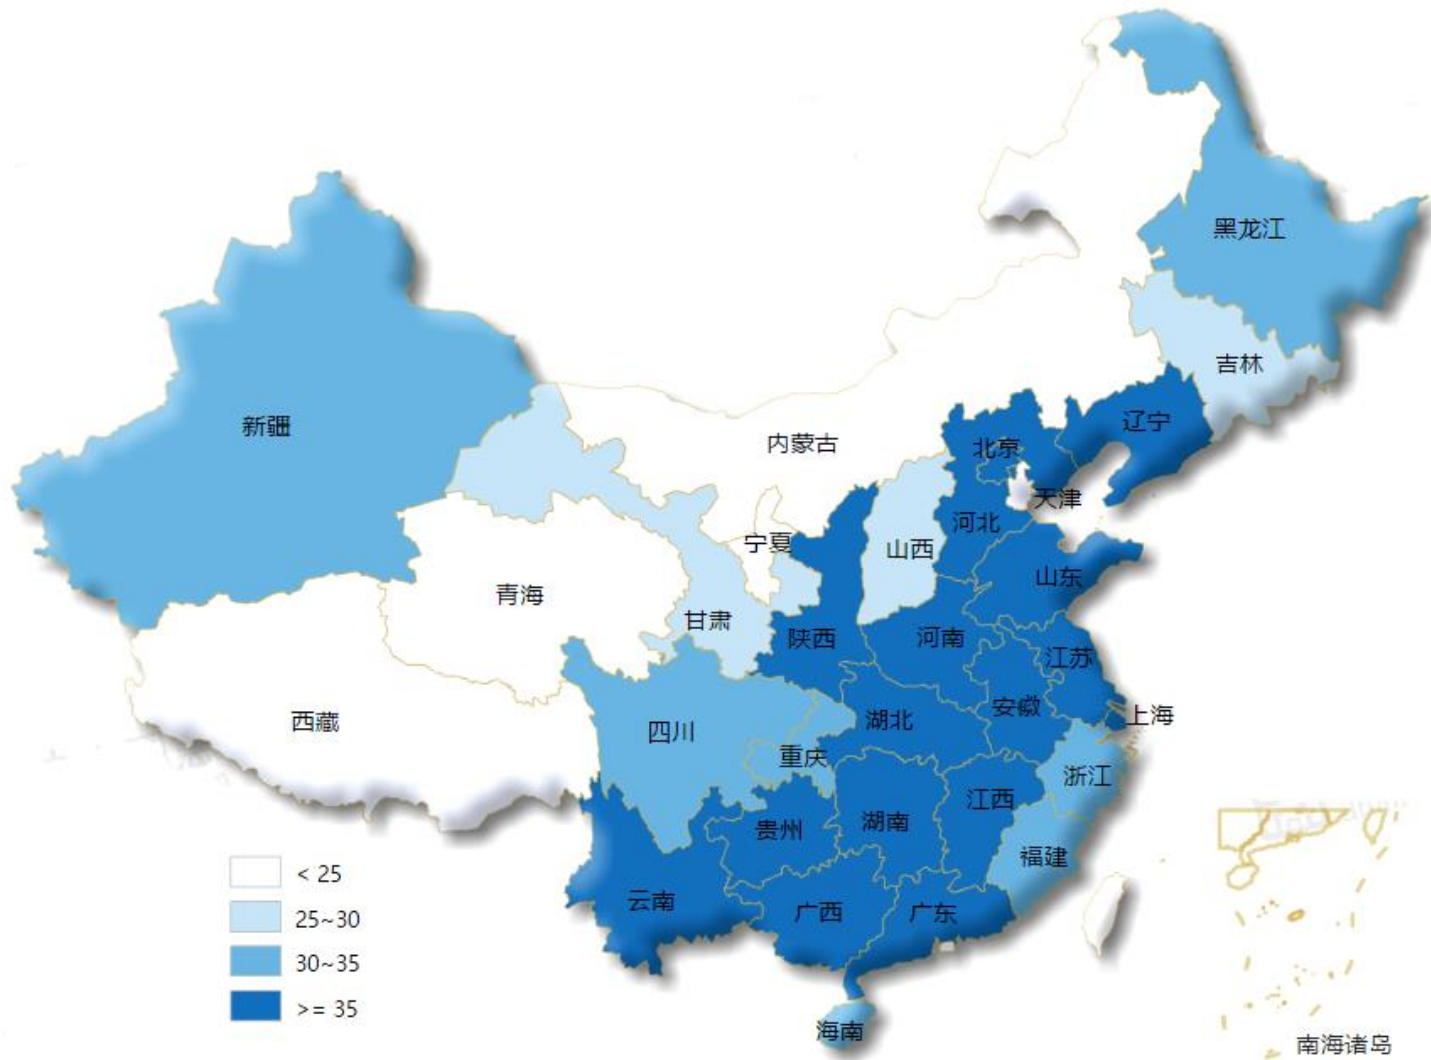 黑龙江
吉林
新疆
辽宁
内蒙古
北京
天津
河北
宁夏
山西
山东
青海
甘肃
陕西
河南
江苏
安徽
上海
西藏
四川
湖北
重庆
浙江
江西
贵州
湖南
福建
云南
广西
广东
海南
< 25
25~30
30~35
>= 35
南海诸岛